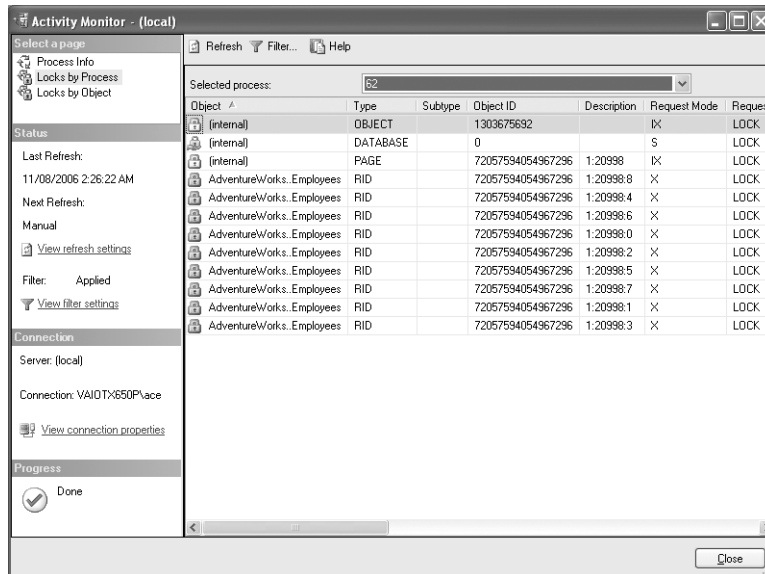 Activity Monitor - (local)
Select a page
Process Info
Locks by Process
Locks by Object
Status
Last Refresh:
11/08/2006 2:26:22 AM
Next Refresh:
Manual
View refresh settings
Filter: Applied
View filter settings
Connection
Server: (local)
Connection: VAIOTX650P\ace
View connection properties
Progress
Done
Refresh Filter... Help
Selected process: 62
Object Type Subtype Object ID Description Request Mode Reques
(internal) OBJECT 1303675692 IX LOCK
(internal) DATABASE 0 S LOCK
(internal) PAGE 72057594054967296 1:20998 IX LOCK
AdventureWorks..Employees RID 72057594054967296 1:20998:8 X LOCK
AdventureWorks..Employees RID 72057594054967296 1:20998:4 X LOCK
AdventureWorks..Employees RID 72057594054967296 1:20998:6 X LOCK
AdventureWorks..Employees RID 72057594054967296 1:20998:0 X LOCK
AdventureWorks..Employees RID 72057594054967296 1:20998:2 X LOCK
AdventureWorks..Employees RID 72057594054967296 1:20998:5 X LOCK
AdventureWorks..Employees RID 72057594054967296 1:20998:7 X LOCK
AdventureWorks..Employees RID 72057594054967296 1:20998:1 X LOCK
AdventureWorks..Employees RID 72057594054967296 1:20998:3 X LOCK
Close